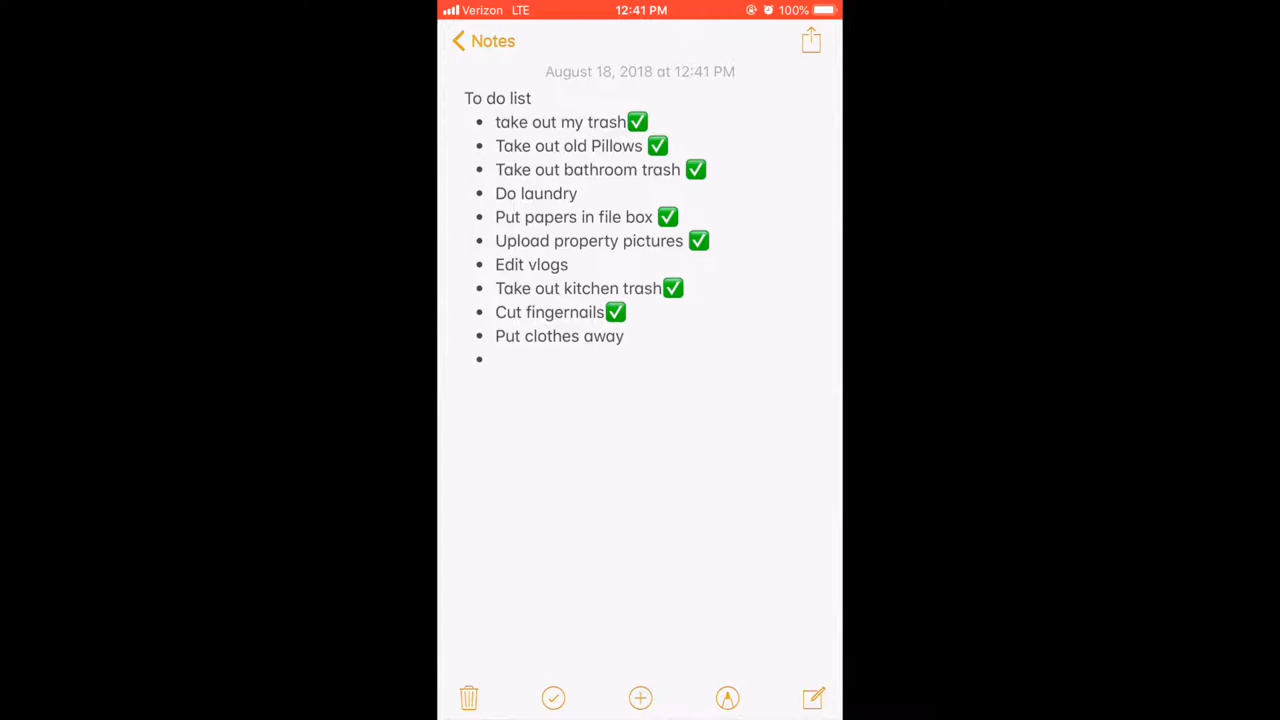 Verizon LTE 12:41 PM 100%
Notes
August 18, 2018 at 12:41 PM
To do list
• take out my trash✅
• Take out old Pillows ✅
• Take out bathroom trash ✅
• Do laundry
• Put papers in file box ✅
• Upload property pictures ✅
• Edit vlogs
• Take out kitchen trash✅
• Cut fingernails✅
• Put clothes away
•